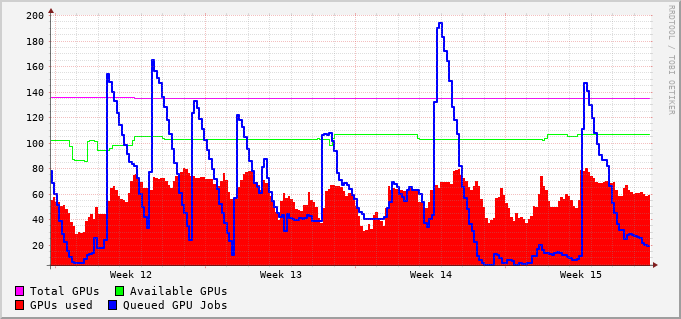 200
180
160
140
120
100
80
60
40
20
Week 12 Week 13 Week 14 Week 15
Total GPUs Available GPUs
GPUs used Queued GPU Jobs
RRDTOOL / TOBI OETIKER